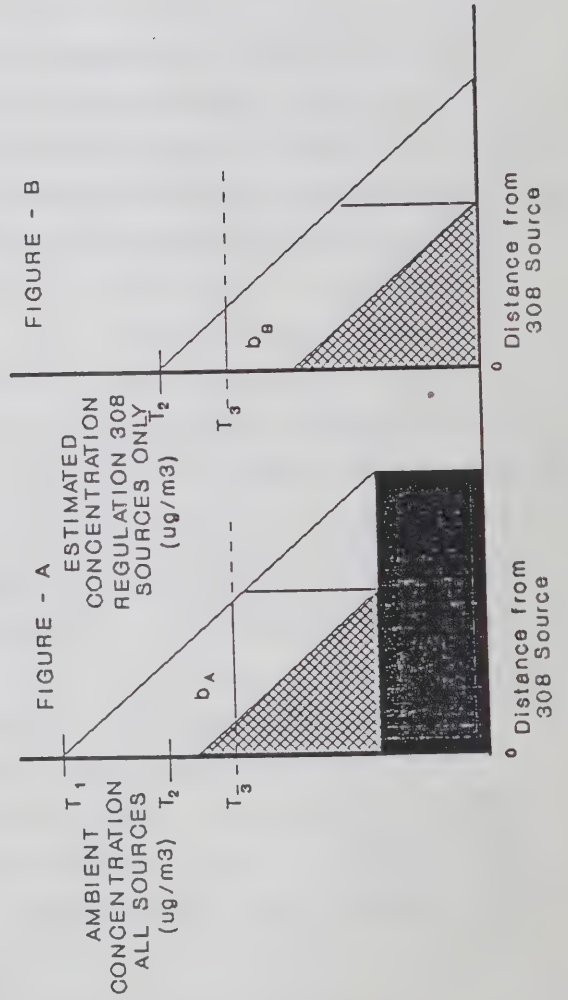 FIGURE - A
AMBIENT
CONCENTRATION
ALL SOURCES
(ug/m3)
T1
T2
T3
bA
0
Distance from
308 Source
FIGURE - B
ESTIMATED
CONCENTRATION
REGULATION 308
SOURCES ONLY
(ug/m3)
T2
T3
bB
0
Distance from
308 Source